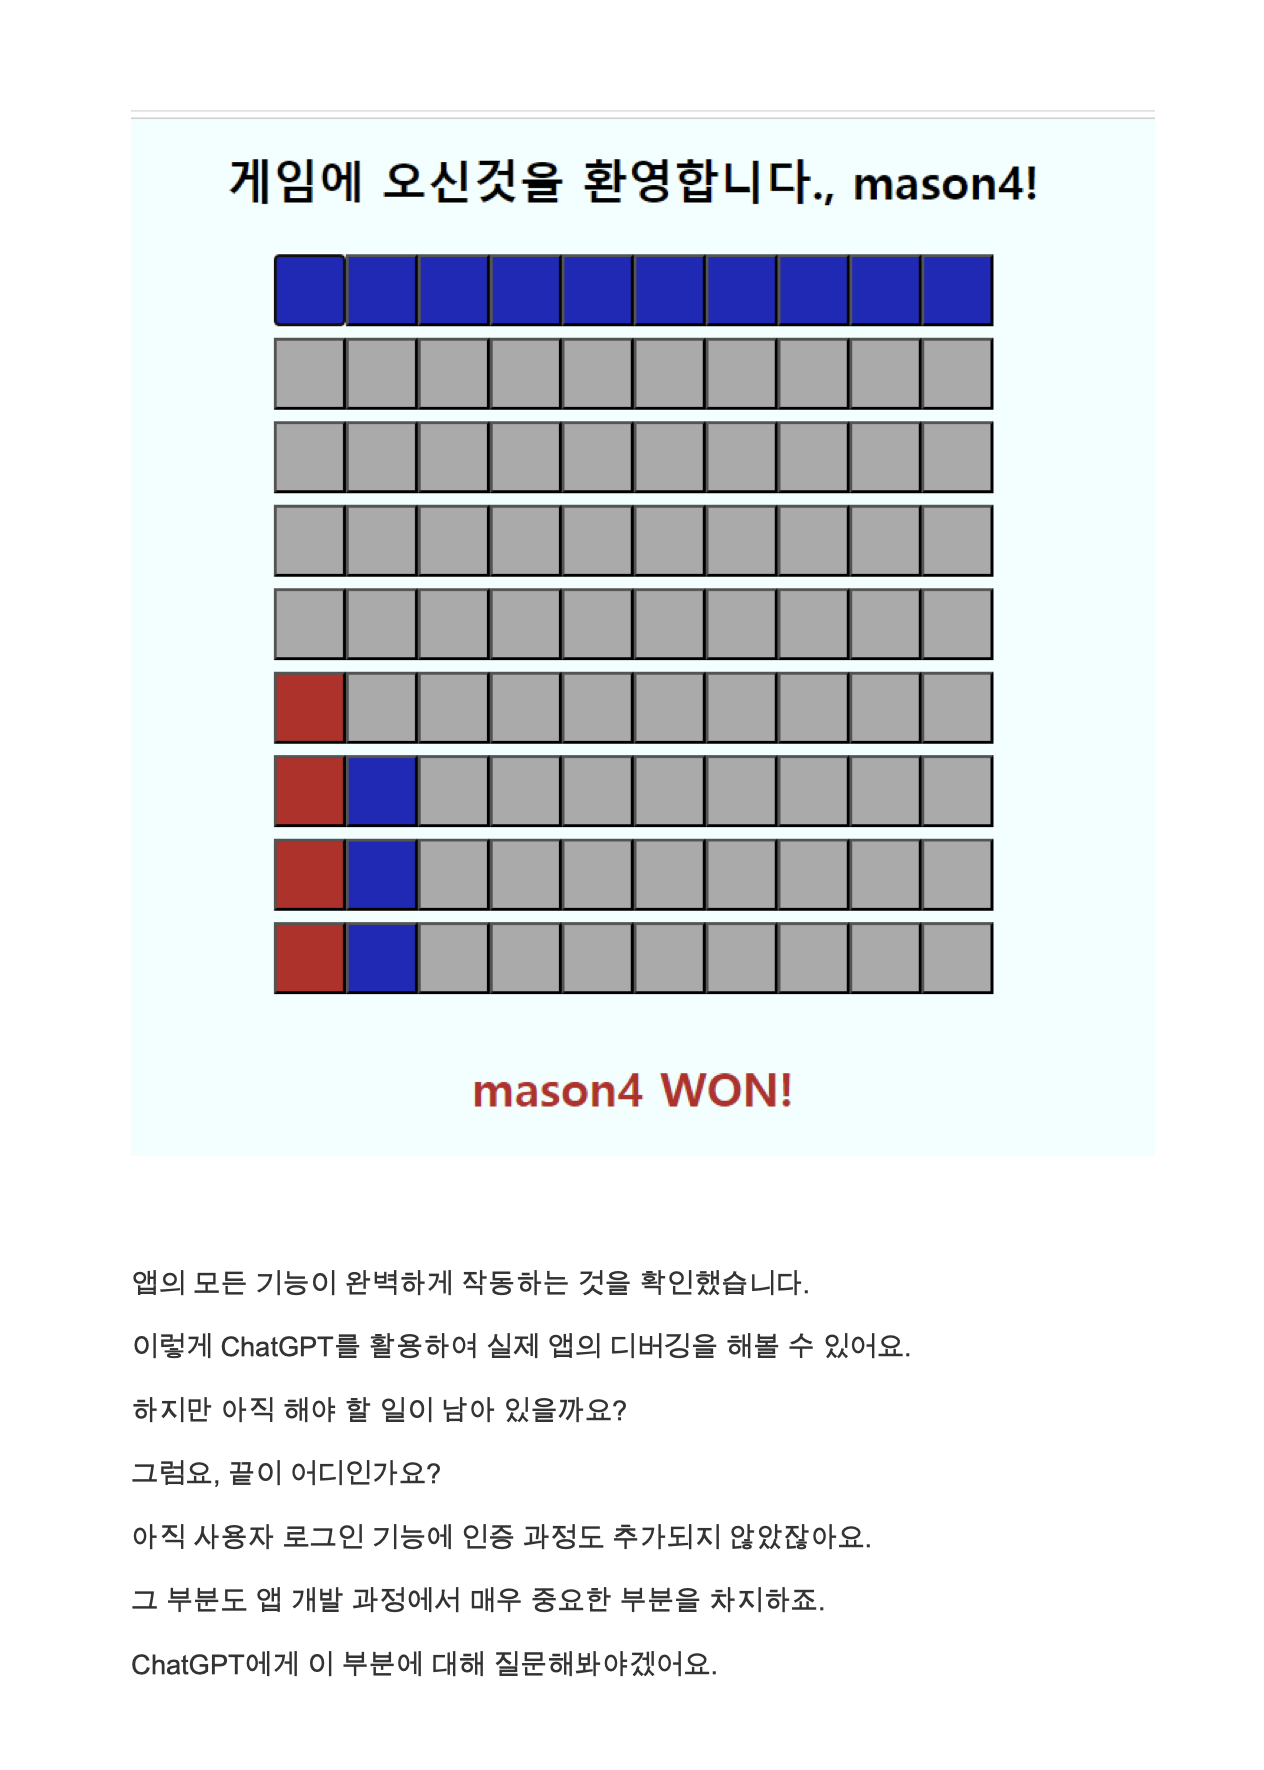 게임에 오신것을 환영합니다., mason4!
mason4 WON!
앱의 모든 기능이 완벽하게 작동하는 것을 확인했습니다.
이렇게 ChatGPT를 활용하여 실제 앱의 디버깅을 해볼 수 있어요.
하지만 아직 해야 할 일이 남아 있을까요?
그럼요, 끝이 어디인가요?
아직 사용자 로그인 기능에 인증 과정도 추가되지 않았잖아요.
그 부분도 앱 개발 과정에서 매우 중요한 부분을 차지하죠.
ChatGPT에게 이 부분에 대해 질문해봐야겠어요.